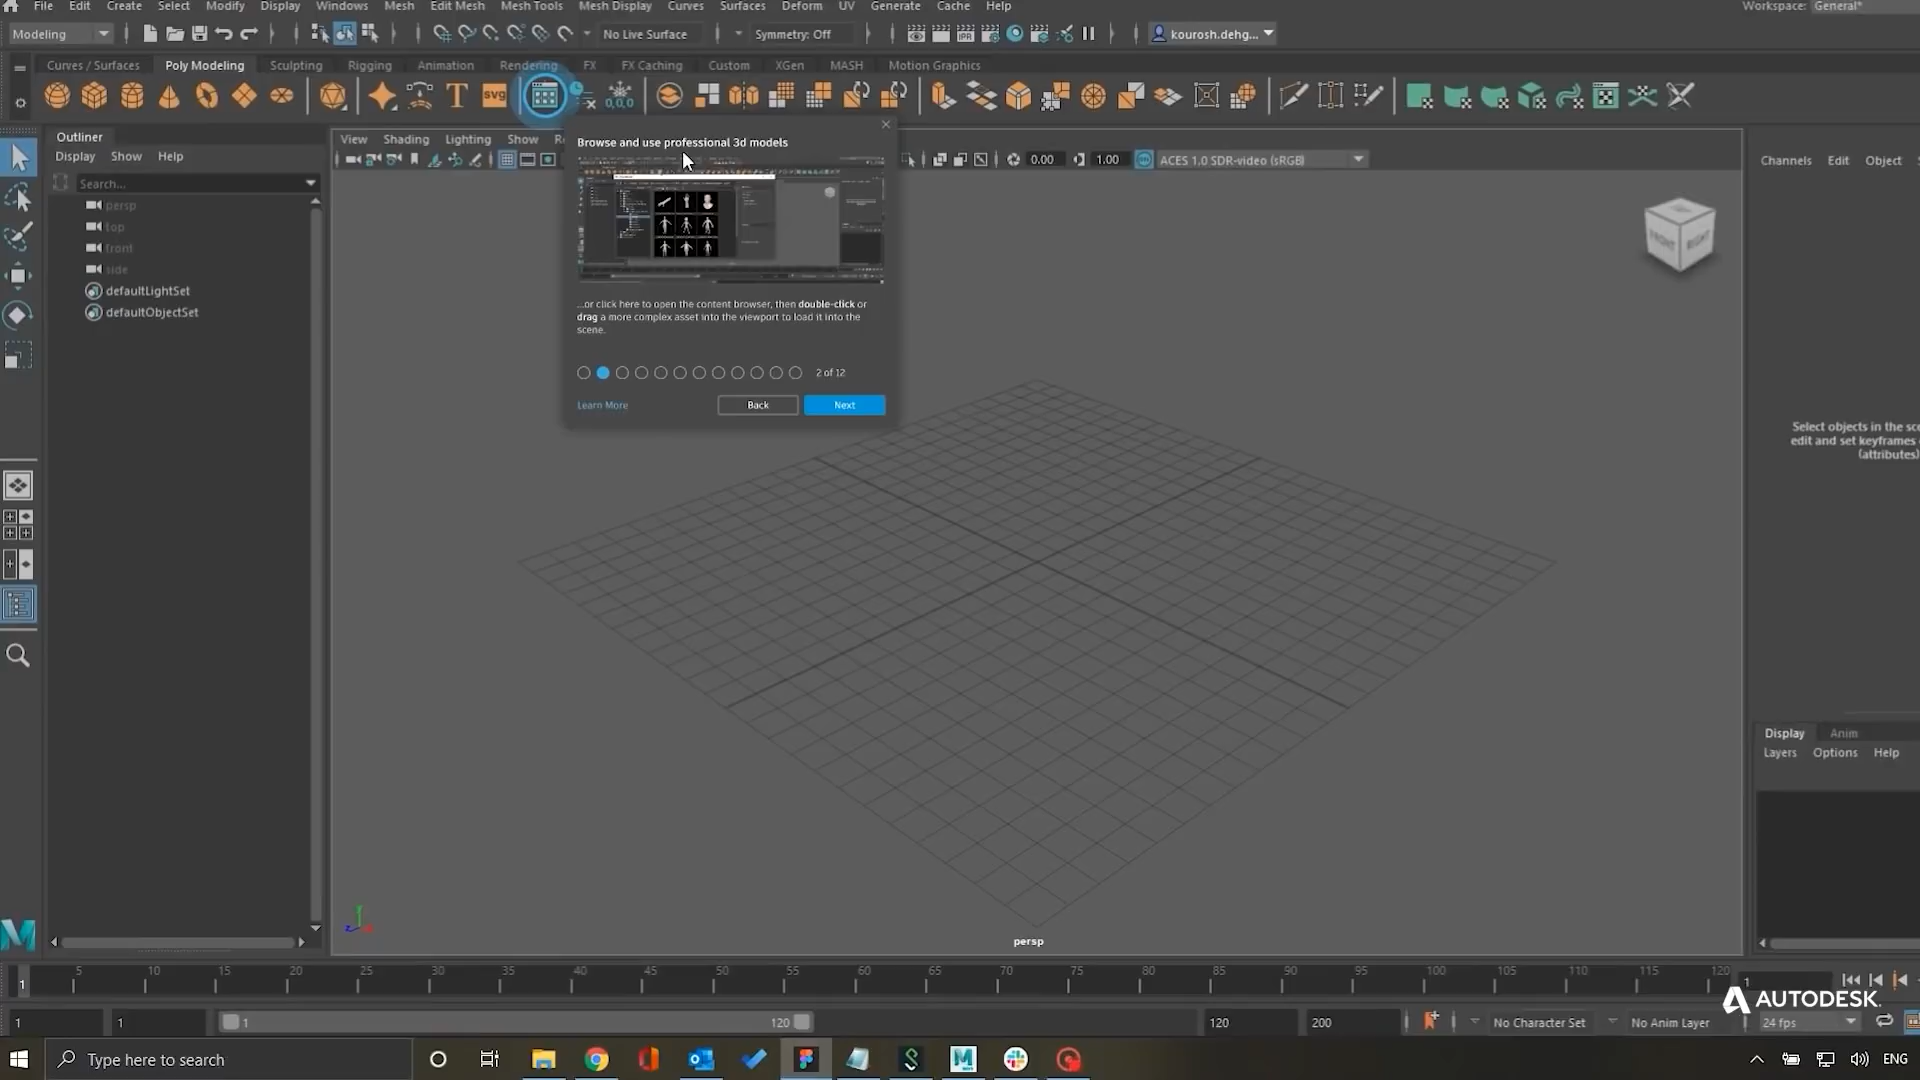 File Edit Create Select Modify Display Windows Mesh Edit Mesh Mesh Tools Mesh Display Curves Surfaces Deform UV Generate Cache Help
Workspace: General*
Modeling
No Live Surface
Symmetry: Off
kourosh.dehg...
Curves / Surfaces Poly Modeling Sculpting Rigging Animation Rendering FX FX Caching Custom XGen MASH Motion Graphics
T
SVG
0,0,0
IPR
Outliner
Display Show Help
Search...
persp
top
front
side
defaultLightSet
defaultObjectSet
View Shading Lighting Show
0.00
1.00
ACES 1.0 SDR-video (sRGB)
Browse and use professional 3d models
...or click here to open the content browser, then double-click or
drag a more complex asset into the viewport to load it into the
scene.
2 of 12
Learn More
Back
Next
FRONT
RIGHT
persp
Channels Edit Object
Select objects in the sce
edit and set keyframes
(attributes)
Display Anim
Layers Options Help
1 5 10 15 20 25 30 35 40 45 50 55 60 65 70 75 80 85 90 95 100 105 110 115 120
1
AUTODESK
1
1
1
120
120
200
No Character Set
No Anim Layer
24 fps
Type here to search
ENG